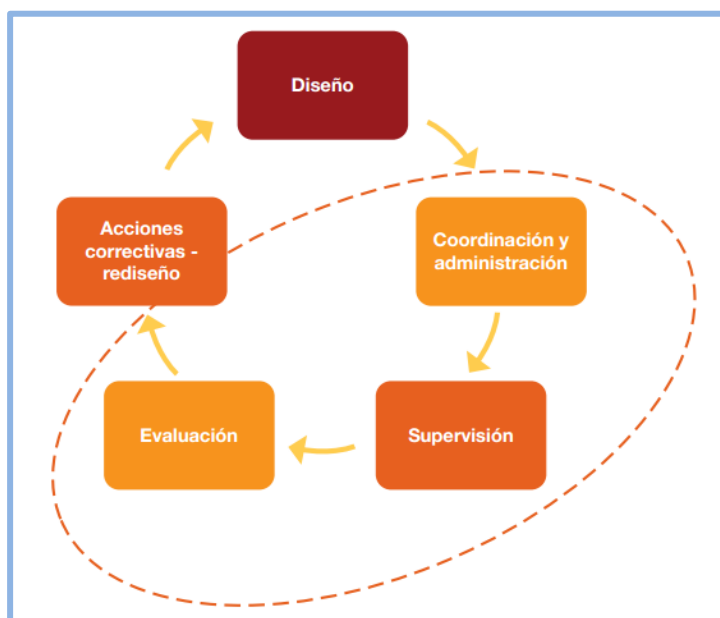 Diseño
Acciones
correctivas -
rediseño
Coordinación y
administración
Evaluación
Supervisión